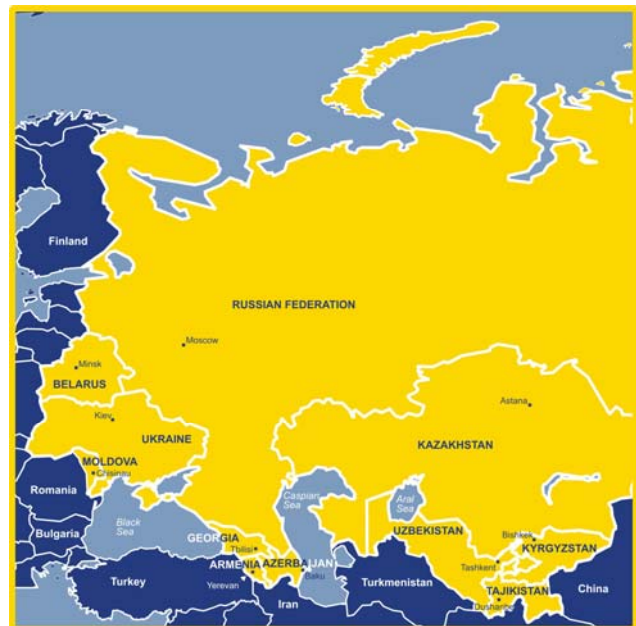 Finland
RUSSIAN FEDERATION
Moscow
Minsk
BELARUS
Astana
Kiev
UKRAINE
KAZAKHSTAN
MOLDOVA
Chisinau
Romania
Caspian
Sea
Aral
Sea
Black
Sea
Bulgaria
GEORGIA
UZBEKISTAN
Bishkek
Tbilisi
KYRGYZSTAN
ARMENIA
AZERBAIJAN
Tashkent
Baku
Turkey
Yerevan
Turkmenistan
TAJIKISTAN
China
Iran
Dushanbe